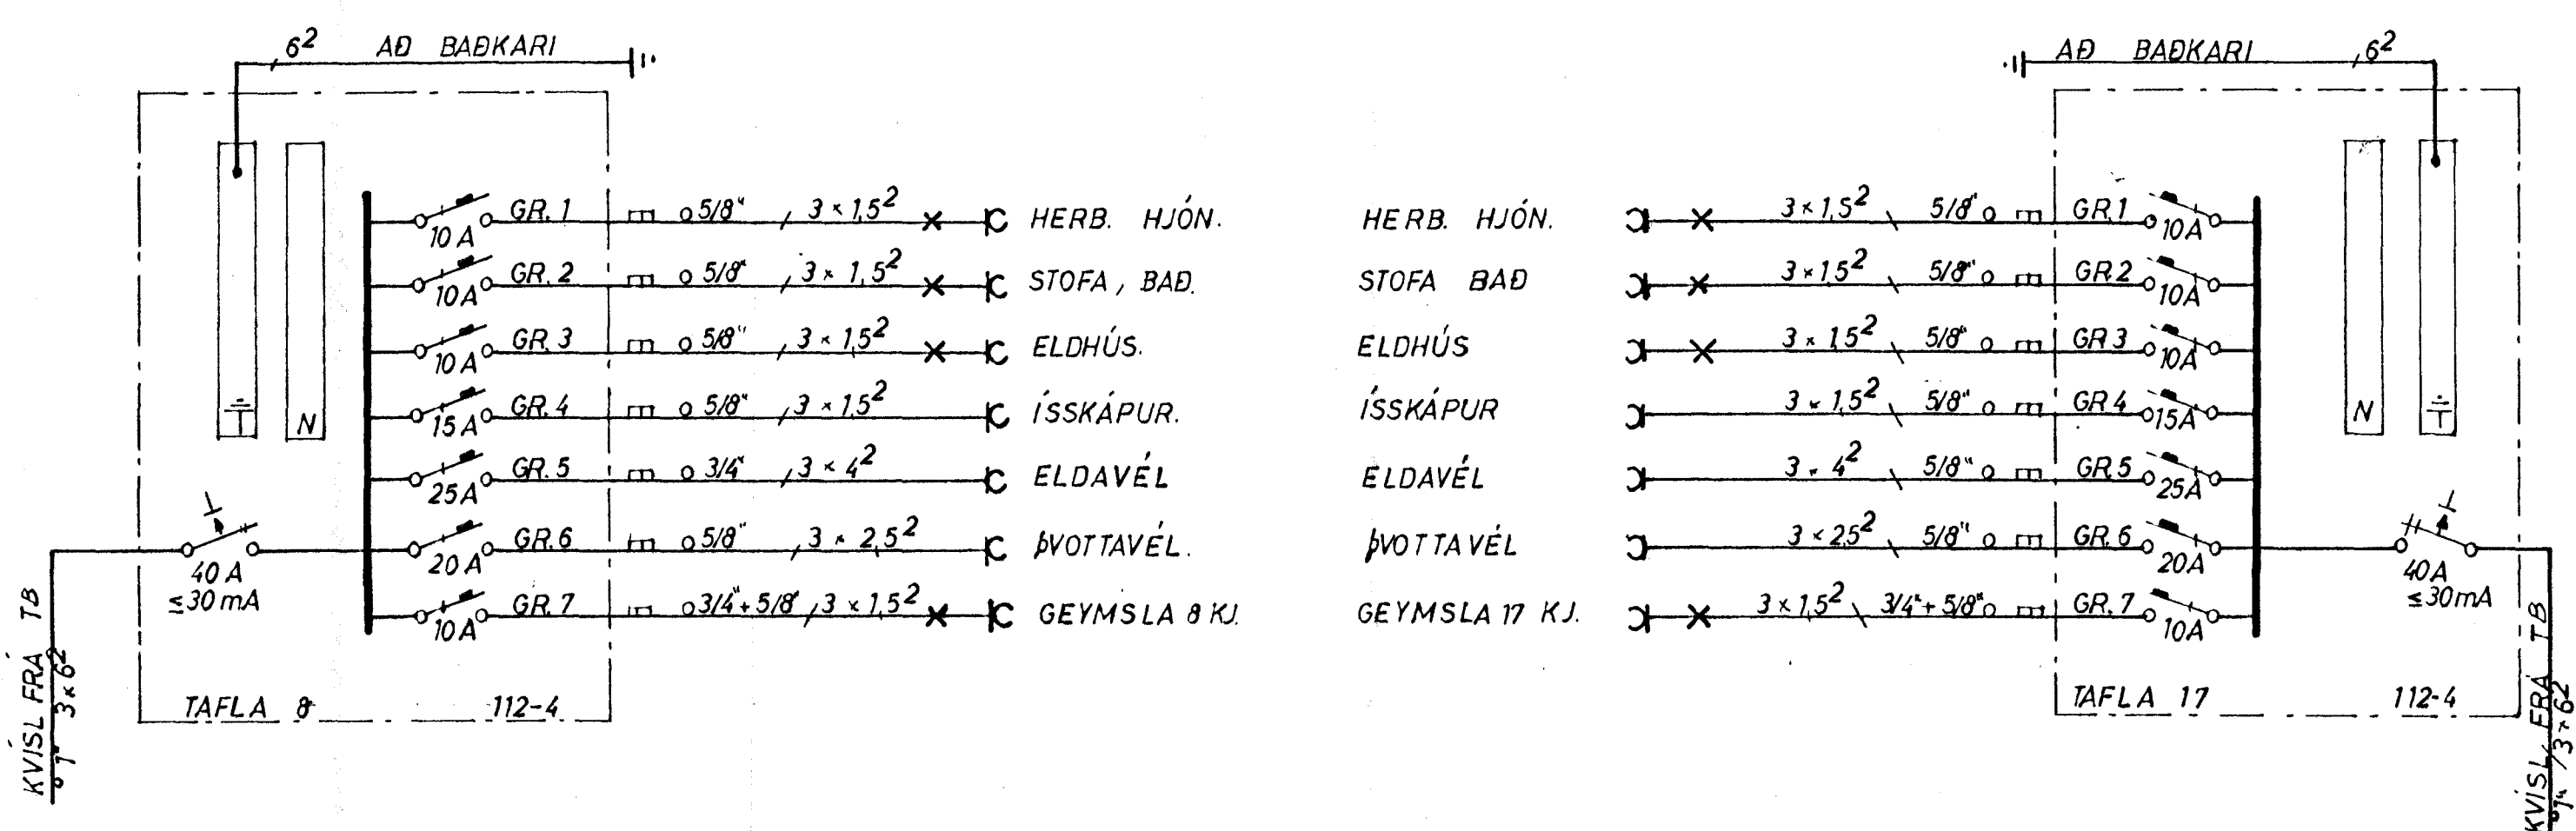 6² AÐ BAÐKARI
GR. 1 5/8" 3 × 1,5² HERB. HJÓN.
10 A
GR. 2 5/8" 3 × 1,5² STOFA, BAÐ.
10 A
GR. 3 5/8" 3 × 1,5² ELDHÚS.
10 A
GR. 4 5/8" 3 × 1,5² ÍSSKÁPUR.
15 A
N
GR. 5 3/4" 3 × 4² ELDAVÉL
25 A
GR. 6 5/8" 3 × 2,5² ÞVOTTAVÉL.
20 A
40 A
≤30 mA
GR. 7 3/4"+5/8" 3 × 1,5² GEYMSLA 8 KJ.
10 A
TAFLA 8 112-4
KVÍSL FRÁ TB
1" 3×6²
AÐ BAÐKARI 6²
HERB. HJÓN. 3 × 1,5² 5/8" GR.1
10A
STOFA BAÐ 3 × 1,5² 5/8" GR.2
10A
ELDHÚS 3 × 1,5² 5/8" GR 3
10A
ÍSSKÁPUR 3 × 1,5² 5/8" GR 4
15A
N
ELDAVÉL 3 × 4² 5/8" GR.5
25A
ÞVOTTAVÉL 3 × 2,5² 5/8" GR.6
20A
40A
≤30mA
GEYMSLA 17 KJ. 3 × 1,5² 3/4"+5/8" GR. 7
10A
TAFLA 17 112-4
KVÍSL FRÁ TB
1" 3×6²